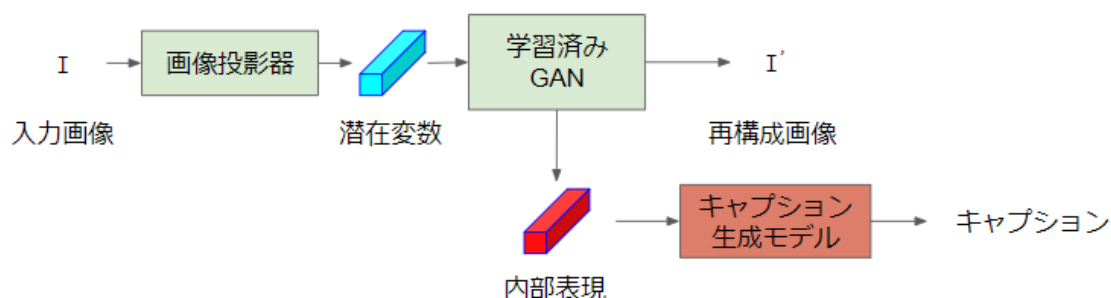 I
画像投影器
学習済み
GAN
I'
入力画像
潜在変数
再構成画像
キャプション
生成モデル
キャプション
内部表現